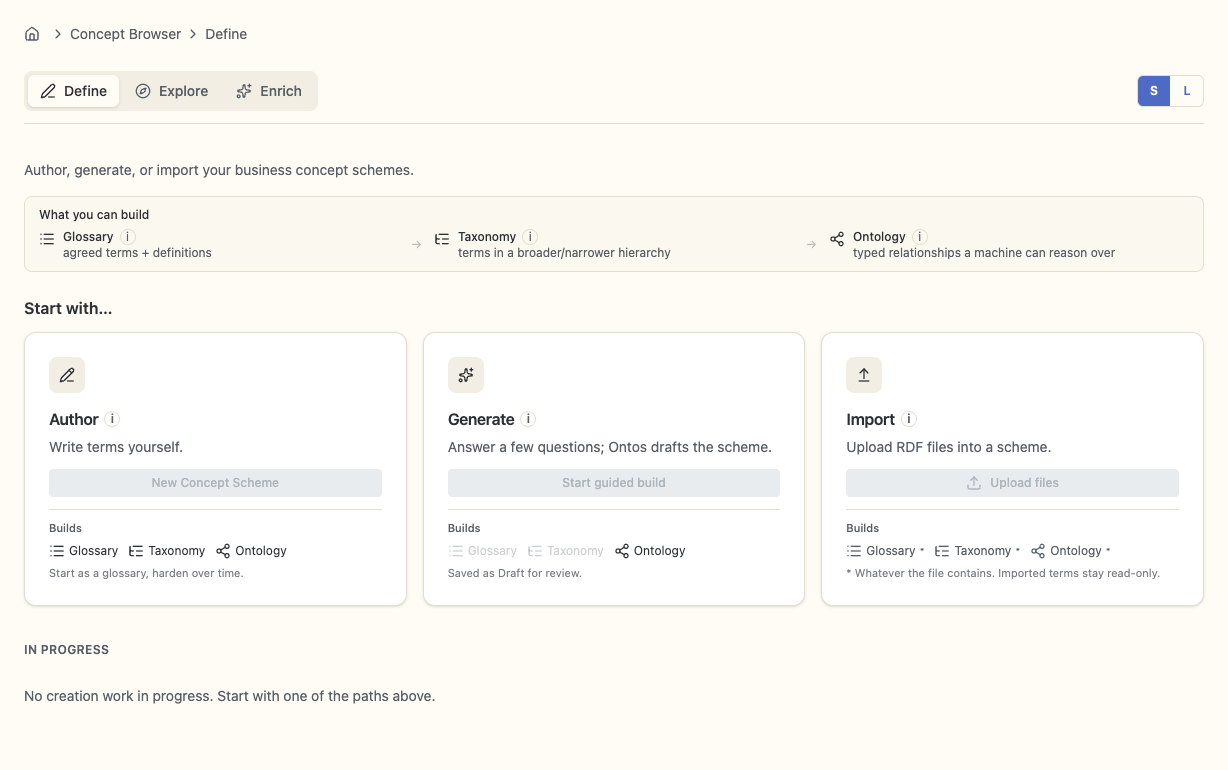 Concept Browser Define
Define Explore Enrich S L
Author, generate, or import your business concept schemes.
What you can build
Glossary i Taxonomy i Ontology i
agreed terms + definitions → terms in a broader/narrower hierarchy → typed relationships a machine can reason over
Start with...
Author i
Write terms yourself.
New Concept Scheme
Builds
Glossary Taxonomy Ontology
Start as a glossary, harden over time.
Generate i
Answer a few questions; Ontos drafts the scheme.
Start guided build
Builds
Glossary Taxonomy Ontology
Saved as Draft for review.
Import i
Upload RDF files into a scheme.
Upload files
Builds
Glossary * Taxonomy * Ontology *
* Whatever the file contains. Imported terms stay read-only.
IN PROGRESS
No creation work in progress. Start with one of the paths above.